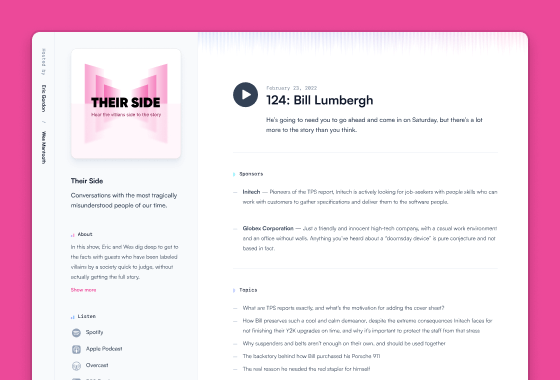 Hosted by Eric Gordon / Wes Mantooth
THEIR SIDE
Hear the villains side to the story
Their Side
Conversations with the most tragically
misunderstood people of our time.
About
In this show, Eric and Wes dig deep to get to
the facts with guests who have been labeled
villains by a society quick to judge, without
actually getting the full story.
Show more
Listen
Spotify
Apple Podcast
Overcast
February 23, 2022
124: Bill Lumbergh
He's going to need you to go ahead and come in on Saturday, but there's a lot
more to the story than you think.
Sponsors
— Initech — Pioneers of the TPS report, Initech is actively looking for job-seekers with people skills who can
work with customers to gather specifications and deliver them to the software people.
— Globex Corporation — Just a friendly and innocent high-tech company, with a casual work environment
and an office without walls. Anything you've heard about a "doomsday device" is pure conjecture and not
based in fact.
Topics
— What are TPS reports exactly, and what's the motivation for adding the cover sheet?
— How Bill preserves such a cool and calm demeanor, despite the extreme consequences Initech faces for
not finishing their Y2K upgrades on time, and why it's important to protect the staff from that stress
— Why suspenders and belts aren't enough on their own, and should be used together
— The backstory behind how Bill purchased his Porsche 911
— The real reason he needed the red stapler for himself